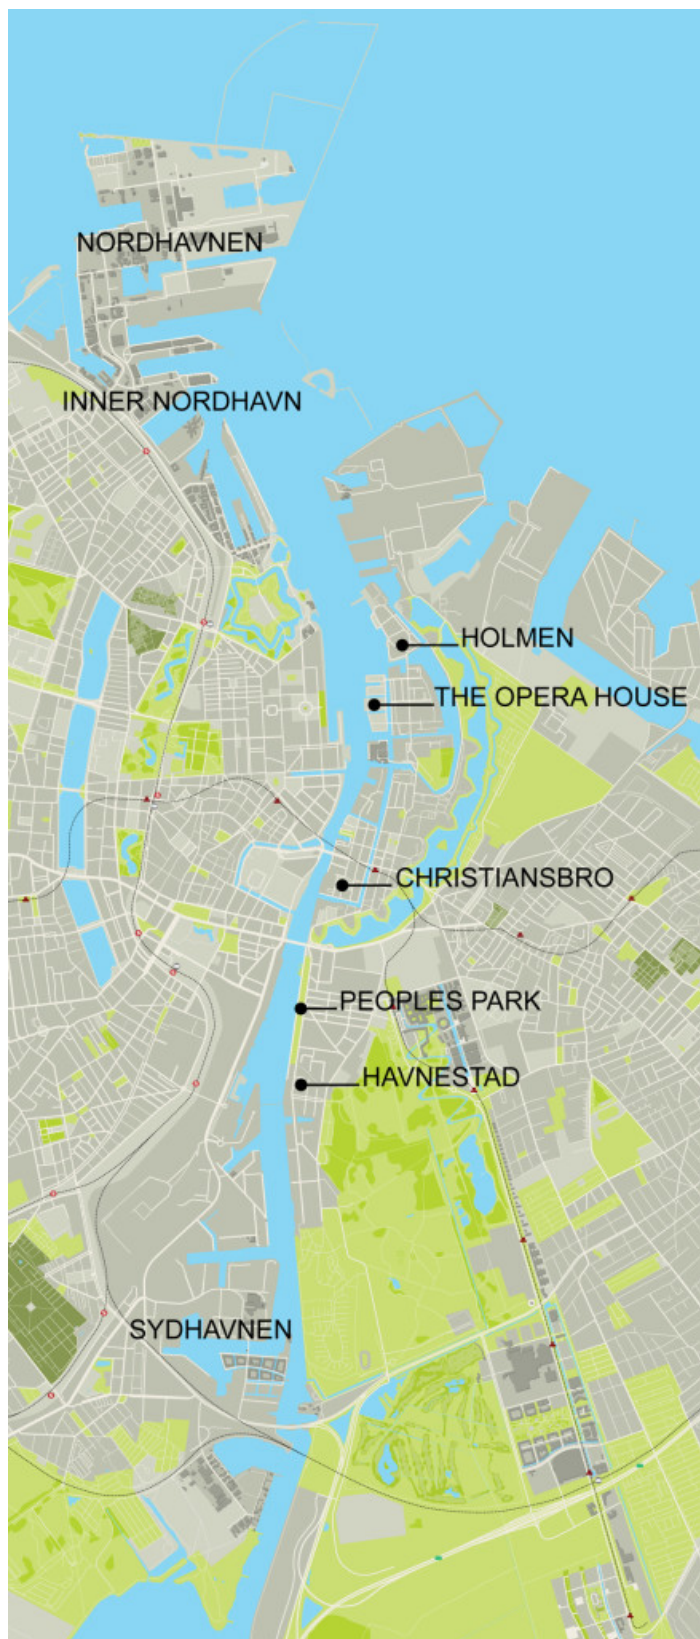 NORDHAVNEN
INNER NORDHAVN
HOLMEN
THE OPERA HOUSE
CHRISTIANSBRO
PEOPLES PARK
HAVNESTAD
SYDHAVNEN